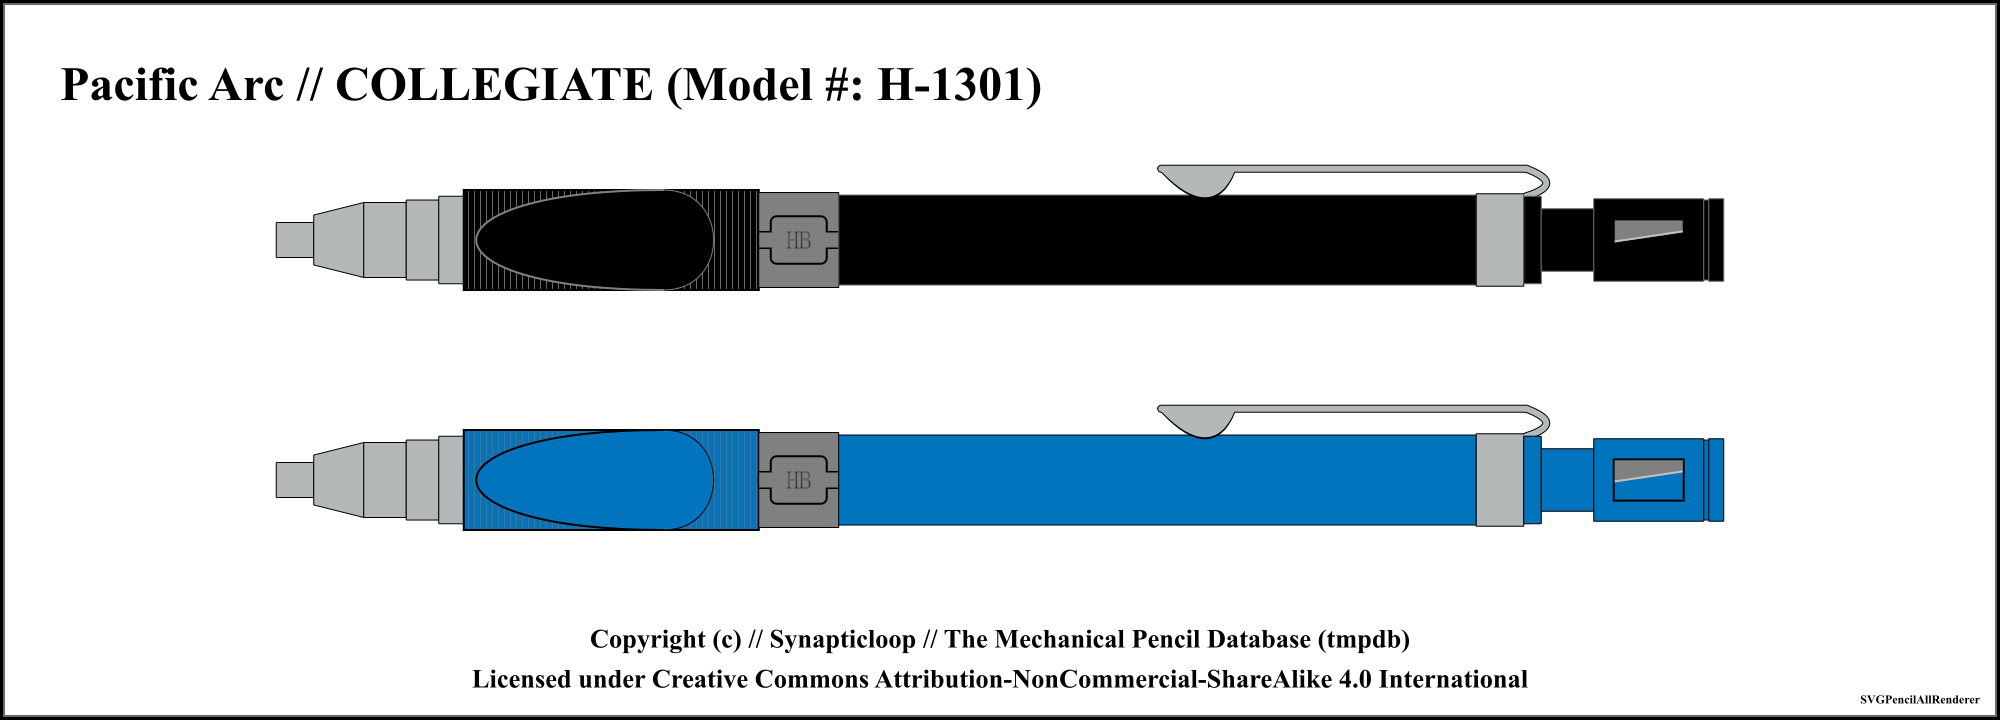 Pacific Arc // COLLEGIATE (Model #: H-1301)
HB
HB
Copyright (c) // Synapticloop // The Mechanical Pencil Database (tmpdb)
Licensed under Creative Commons Attribution-NonCommercial-ShareAlike 4.0 International
SVGPencilAllRenderer